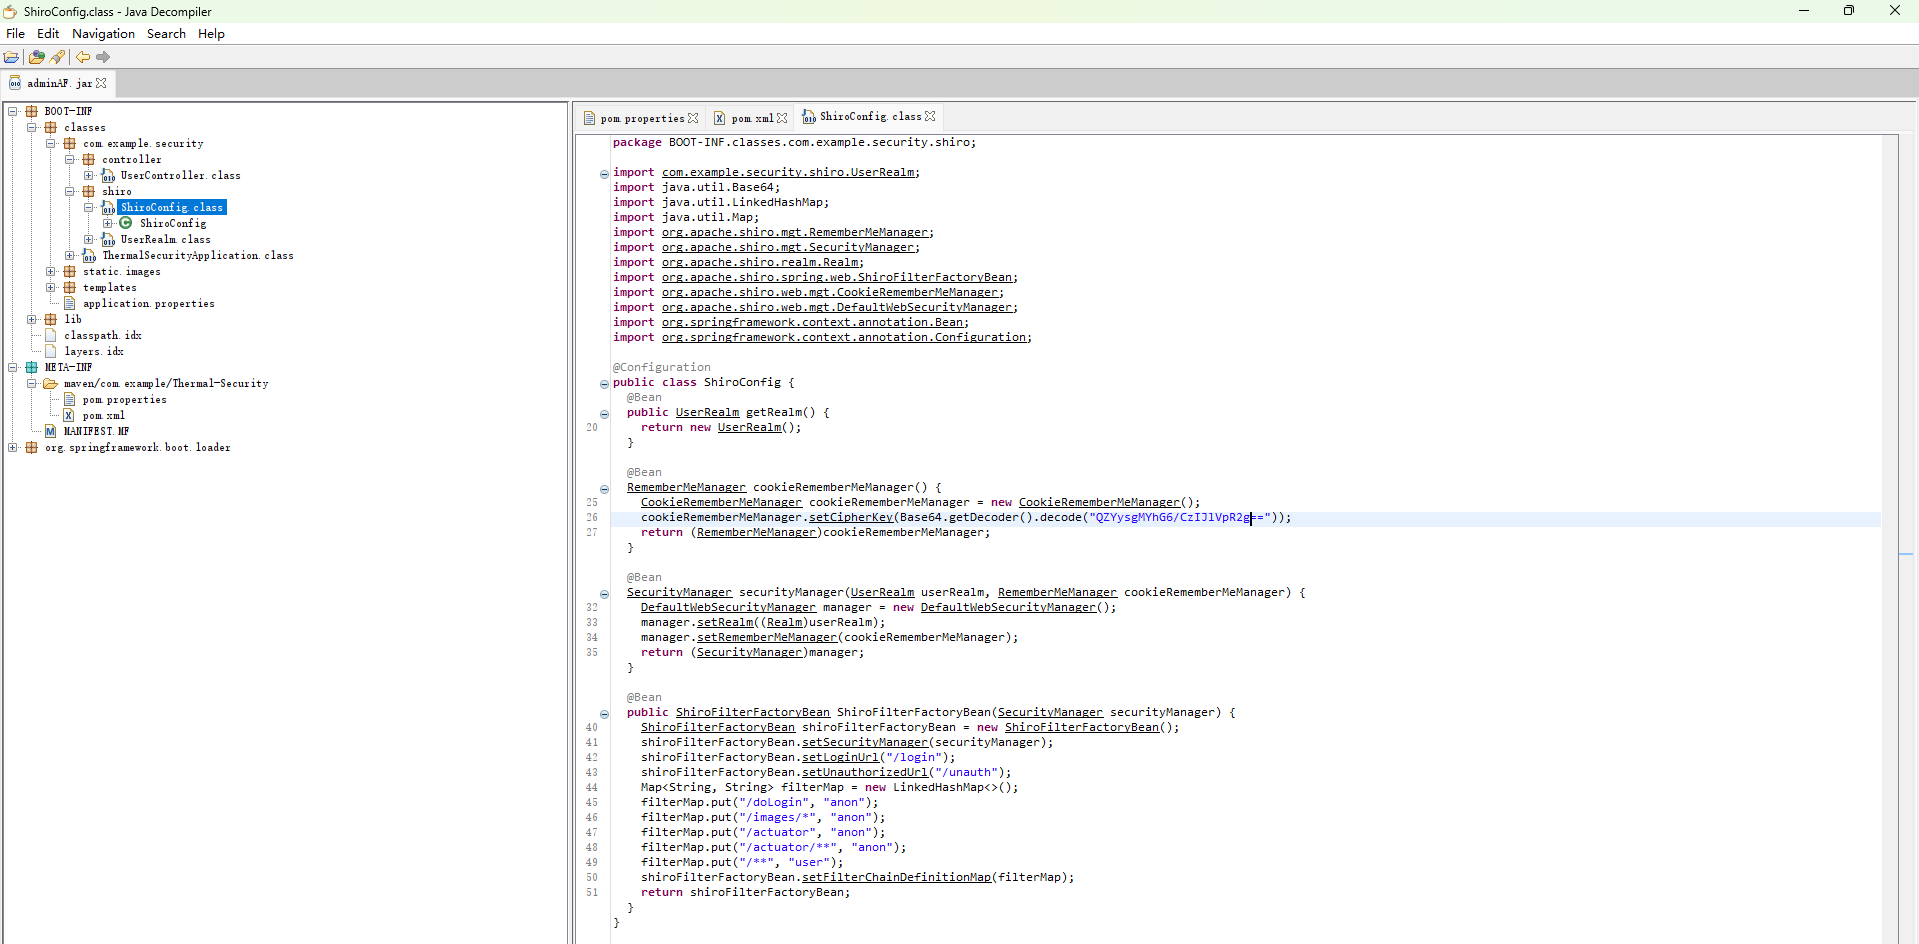 ShiroConfig.class - Java Decompiler
File Edit Navigation Search Help
adminAF.jar
BOOT-INF
classes
com.example.security
controller
UserController.class
shiro
ShiroConfig.class
ShiroConfig
UserRealm.class
ThermalSecurityApplication.class
static.images
templates
application.properties
lib
classpath.idx
layers.idx
META-INF
maven/com.example/Thermal-Security
pom.properties
pom.xml
MANIFEST.MF
org.springframework.boot.loader
pom.properties pom.xml ShiroConfig.class
package BOOT-INF.classes.com.example.security.shiro;
import com.example.security.shiro.UserRealm;
import java.util.Base64;
import java.util.LinkedHashMap;
import java.util.Map;
import org.apache.shiro.mgt.RememberMeManager;
import org.apache.shiro.mgt.SecurityManager;
import org.apache.shiro.realm.Realm;
import org.apache.shiro.spring.web.ShiroFilterFactoryBean;
import org.apache.shiro.web.mgt.CookieRememberMeManager;
import org.apache.shiro.web.mgt.DefaultWebSecurityManager;
import org.springframework.context.annotation.Bean;
import org.springframework.context.annotation.Configuration;
@Configuration
public class ShiroConfig {
@Bean
public UserRealm getRealm() {
20 return new UserRealm();
}
@Bean
RememberMeManager cookieRememberMeManager() {
25 CookieRememberMeManager cookieRememberMeManager = new CookieRememberMeManager();
26 cookieRememberMeManager.setCipherKey(Base64.getDecoder().decode("QZYysgMYhG6/CzIJlVpR2g=="));
27 return (RememberMeManager)cookieRememberMeManager;
}
@Bean
SecurityManager securityManager(UserRealm userRealm, RememberMeManager cookieRememberMeManager) {
32 DefaultWebSecurityManager manager = new DefaultWebSecurityManager();
33 manager.setRealm((Realm)userRealm);
34 manager.setRememberMeManager(cookieRememberMeManager);
35 return (SecurityManager)manager;
}
@Bean
public ShiroFilterFactoryBean ShiroFilterFactoryBean(SecurityManager securityManager) {
40 ShiroFilterFactoryBean shiroFilterFactoryBean = new ShiroFilterFactoryBean();
41 shiroFilterFactoryBean.setSecurityManager(securityManager);
42 shiroFilterFactoryBean.setLoginUrl("/login");
43 shiroFilterFactoryBean.setUnauthorizedUrl("/unauth");
44 Map<String, String> filterMap = new LinkedHashMap<>();
45 filterMap.put("/doLogin", "anon");
46 filterMap.put("/images/*", "anon");
47 filterMap.put("/actuator", "anon");
48 filterMap.put("/actuator/**", "anon");
49 filterMap.put("/**", "user");
50 shiroFilterFactoryBean.setFilterChainDefinitionMap(filterMap);
51 return shiroFilterFactoryBean;
}
}